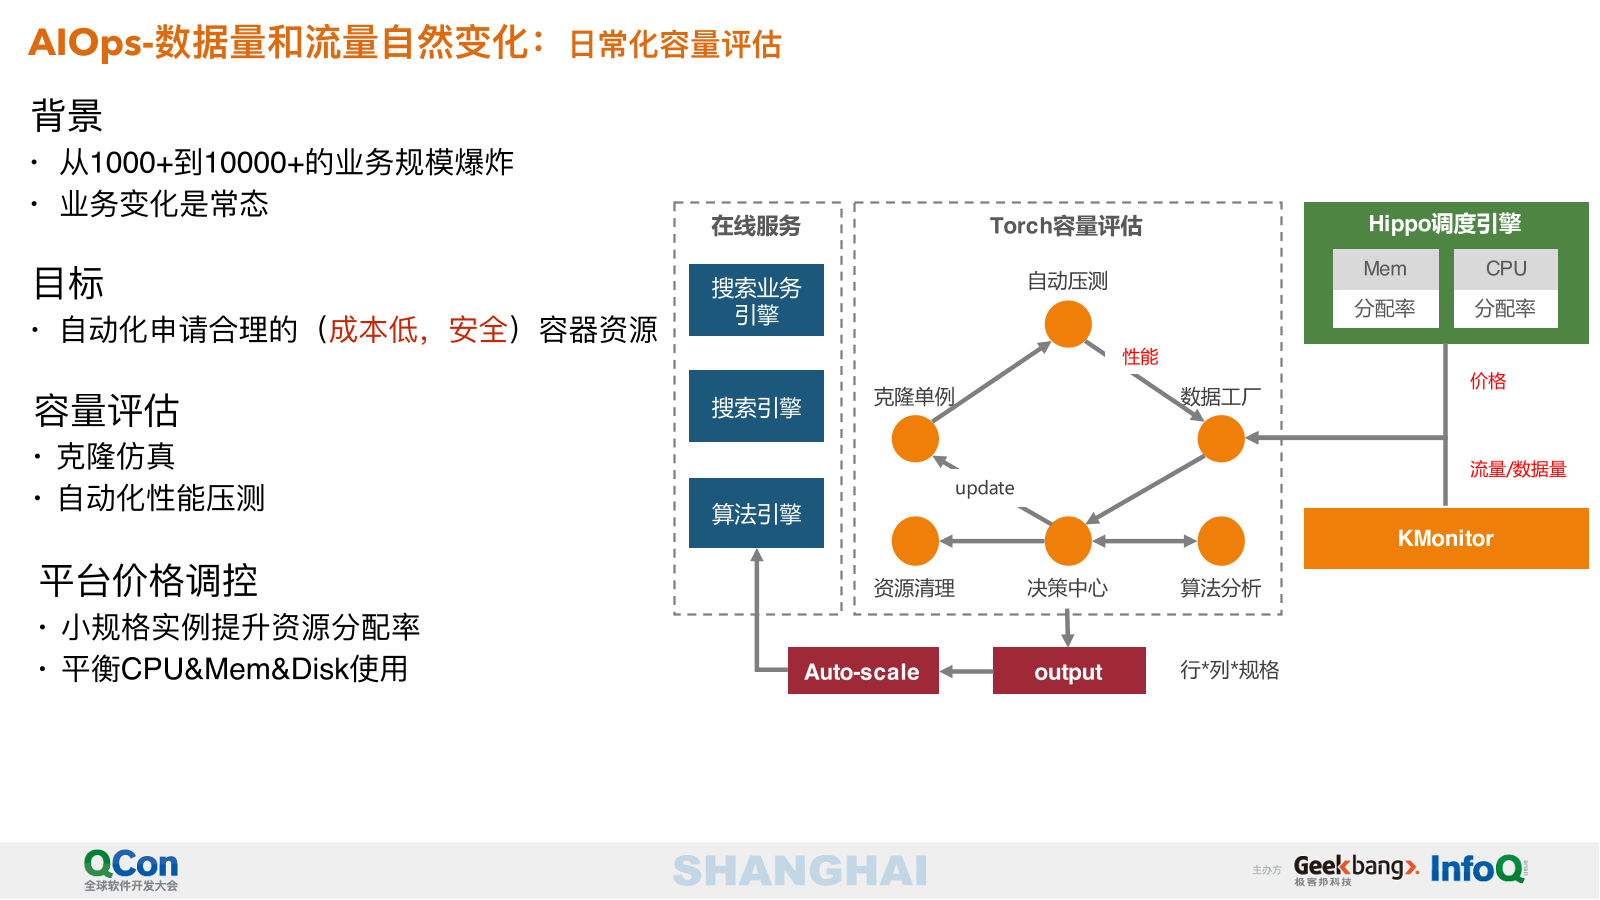 AIOps-数据量和流量自然变化：日常化容量评估
背景
· 从1000+到10000+的业务规模爆炸
· 业务变化是常态
目标
· 自动化申请合理的（成本低，安全）容器资源
容量评估
· 克隆仿真
· 自动化性能压测
平台价格调控
· 小规格实例提升资源分配率
· 平衡CPU&Mem&Disk使用
在线服务
搜索业务
引擎
搜索引擎
算法引擎
Torch容量评估
自动压测
性能
克隆单例
数据工厂
update
资源清理
决策中心
算法分析
Hippo调度引擎
Mem
CPU
分配率
分配率
价格
流量/数据量
KMonitor
Auto-scale
output
行*列*规格
QCon
全球软件开发大会
SHANGHAI
主办方
Geekbang>.
极客邦科技
InfoQ